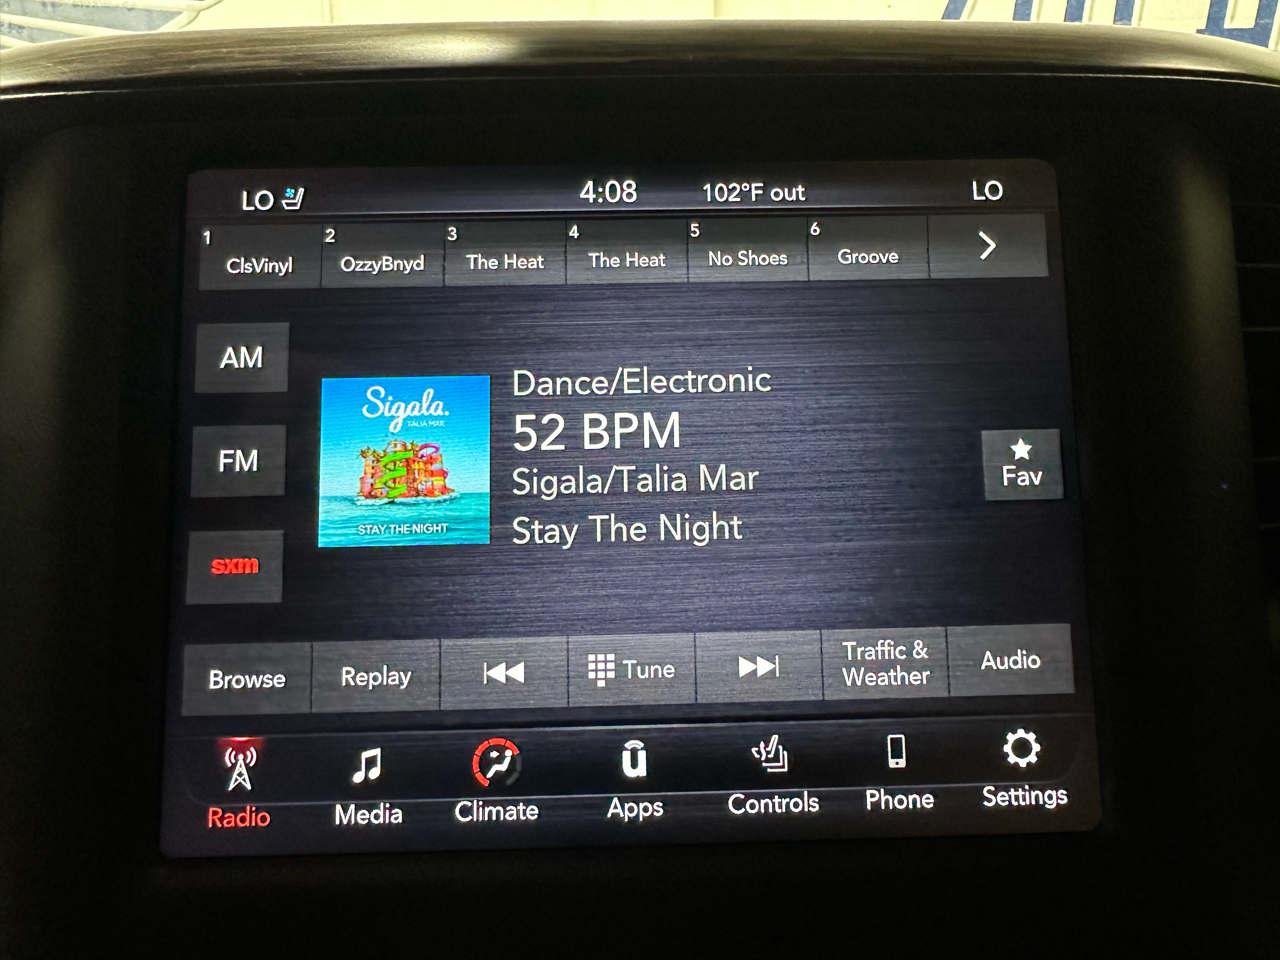 LO 4:08 102°F out LO
1 ClsVinyl 2 OzzyBnyd 3 The Heat 4 The Heat 5 No Shoes 6 Groove
AM
FM
sxm
Sigala.
TALIA MAR
STAY THE NIGHT
Dance/Electronic
52 BPM
Sigala/Talia Mar
Stay The Night
Fav
Browse Replay Tune Traffic & Weather Audio
Radio Media Climate Apps Controls Phone Settings